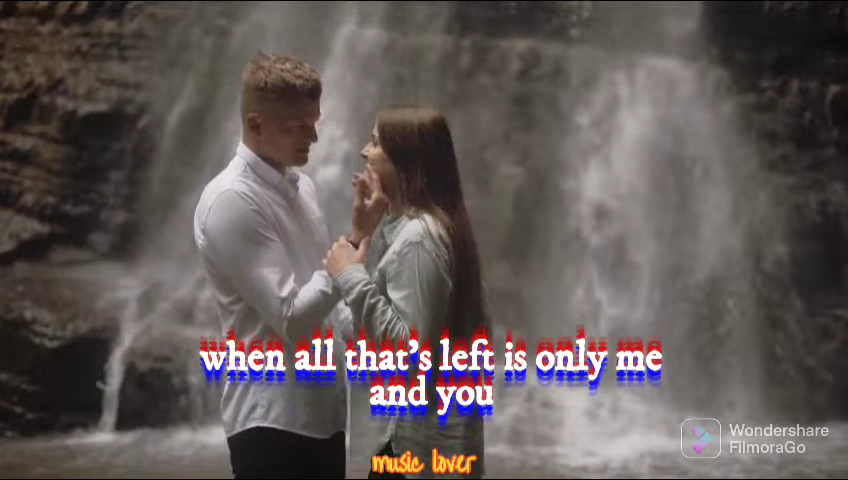 when all that's left is only me
and you
Wondershare
FilmoraGo
music lover